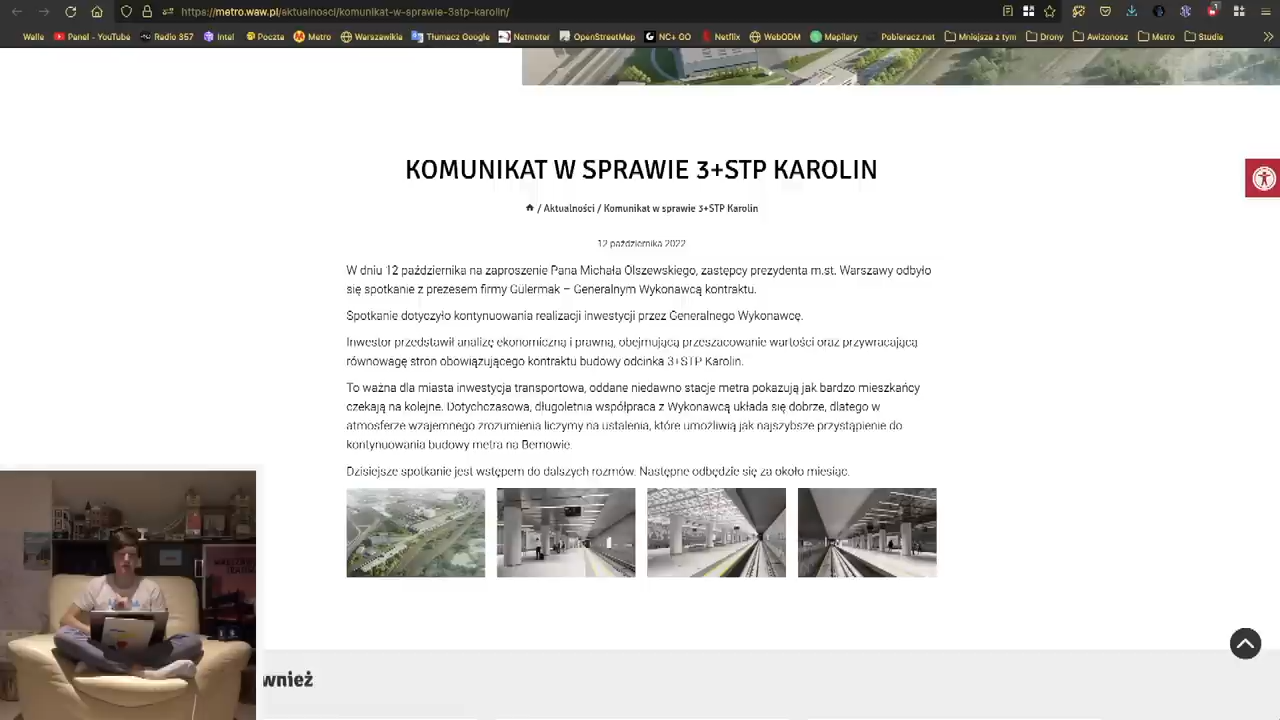 https://metro.waw.pl/aktualnosci/komunikat-w-sprawie-3+stp-karolin/
Welle Panel - YouTube Radio 357 Intel Poczta Metro Warszawikia Tłumacz Google Netmeter OpenStreetMap NC+ GO Netflix WebODM Mapillary Pobieracz.net Mniejsze z tym Drony Awizonosz Metro Studia
KOMUNIKAT W SPRAWIE 3+STP KAROLIN
/ Aktualności / Komunikat w sprawie 3+STP Karolin
12 października 2022
W dniu 12 października na zaproszenie Pana Michała Olszewskiego, zastępcy prezydenta m.st. Warszawy odbyło
się spotkanie z prezesem firmy Gülermak – Generalnym Wykonawcą kontraktu.
Spotkanie dotyczyło kontynuowania realizacji inwestycji przez Generalnego Wykonawcę.
Inwestor przedstawił analizę ekonomiczną i prawną, obejmującą przeszacowanie wartości oraz przywracającą
równowagę stron obowiązującego kontraktu budowy odcinka 3+STP Karolin.
To ważna dla miasta inwestycja transportowa, oddane niedawno stacje metra pokazują jak bardzo mieszkańcy
czekają na kolejne. Dotychczasowa, długoletnia współpraca z Wykonawcą układa się dobrze, dlatego w
atmosferze wzajemnego zrozumienia liczymy na ustalenia, które umożliwią jak najszybsze przystąpienie do
kontynuowania budowy metra na Bemowie.
Dzisiejsze spotkanie jest wstępem do dalszych rozmów. Następne odbędzie się za około miesiąc.
wnież